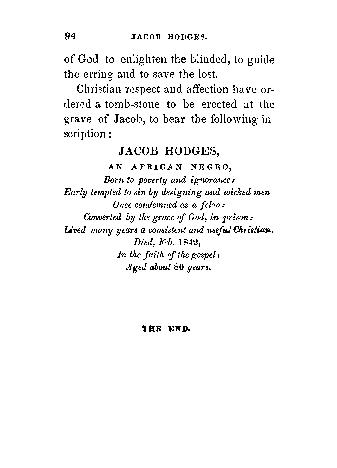 94 JACOB HODGES.
of God to enlighten the blinded, to guide
the erring and to save the lost.
Christian respect and affection have or-
dered a tomb-stone to be erected at the
grave of Jacob, to bear the following in-
scription:
JACOB HODGES,
AN AFRICAN NEGRO,
Born to poverty and ignorance:
Early tempted to sin by designing and wicked men
Once condemned as a felon:
Converted by the grace of God, in prison:
Lived many years a consistent and useful Christian.
Died, Feb. 1842,
In the faith of the gospel;
Aged about 80 years.
THE END.